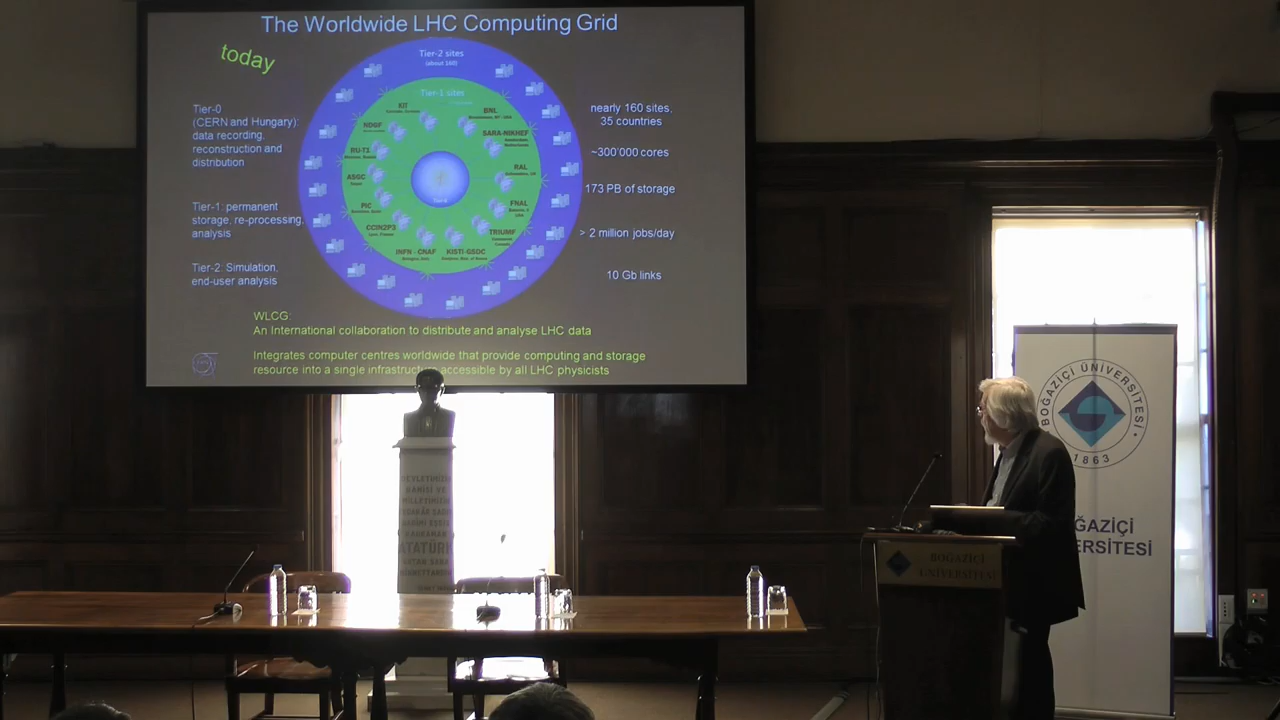 The Worldwide LHC Computing Grid
today
Tier-0
(CERN and Hungary):
data recording,
reconstruction and
distribution
Tier-1: permanent
storage, re-processing,
analysis
Tier-2: Simulation,
end-user analysis
Tier-2 sites
(about 160)
Tier-1 sites
KIT
BNL
NDGF
SARA-NIKHEF
RU-T1
RAL
ASGC
PIC
FNAL
CCIN2P3
TRIUMF
INFN - CNAF
KISTI-GSDC
nearly 160 sites,
35 countries
~300'000 cores
173 PB of storage
> 2 million jobs/day
10 Gb links
WLCG:
An International collaboration to distribute and analyse LHC data
Integrates computer centres worldwide that provide computing and storage
resource into a single accessible by all LHC physicists
BOĞAZİÇİ ÜNİVERSİTESİ
1863
ĞAZİÇİ
ERSİTESİ
BOĞAZİÇİ
ÜNİVERSİTESİ
ATATÜRK